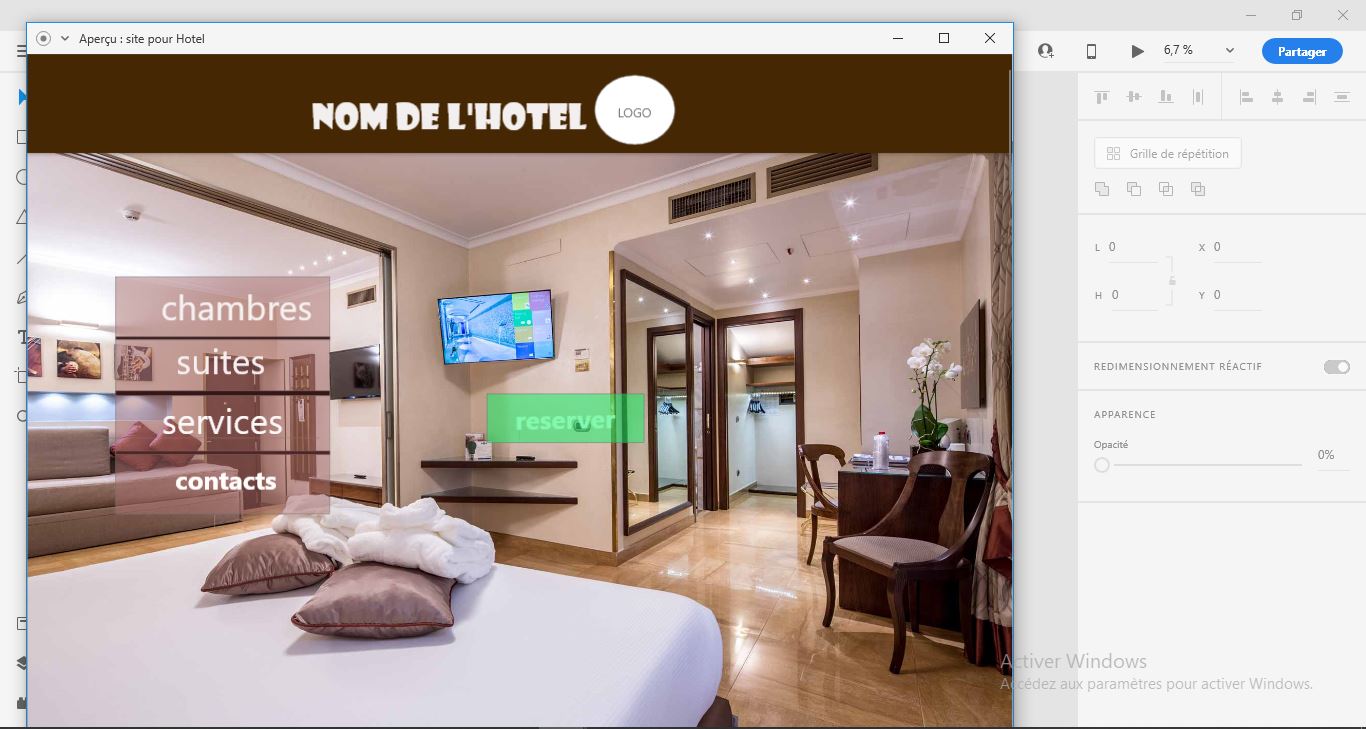 Aperçu : site pour Hotel
6,7 %
Partager
NOM DE L'HOTEL
LOGO
Grille de répétition
chambres
suites
services
contacts
reserver
L 0
X 0
H 0
Y 0
REDIMENSIONNEMENT RÉACTIF
APPARENCE
Opacité
0%
Activer Windows
Accédez aux paramètres pour activer Windows.